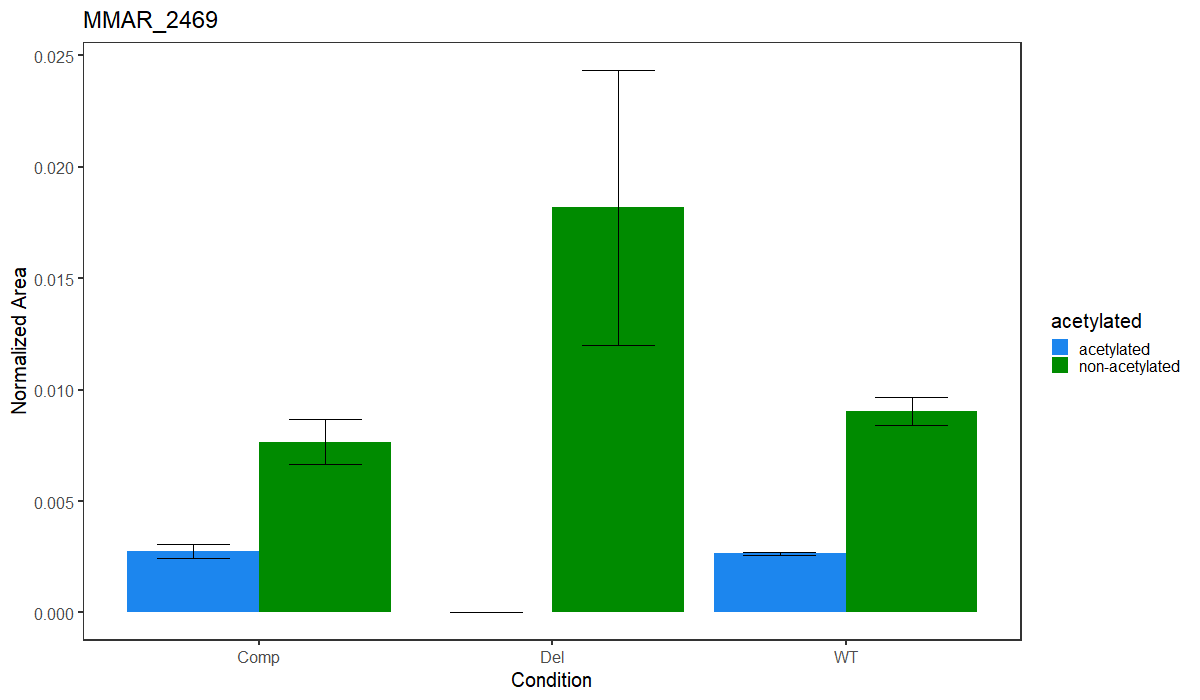 MMAR_2469
0.025
0.020
0.015
0.010
0.005
0.000
Normalized Area
Comp
Del
WT
Condition
acetylated
acetylated
non-acetylated